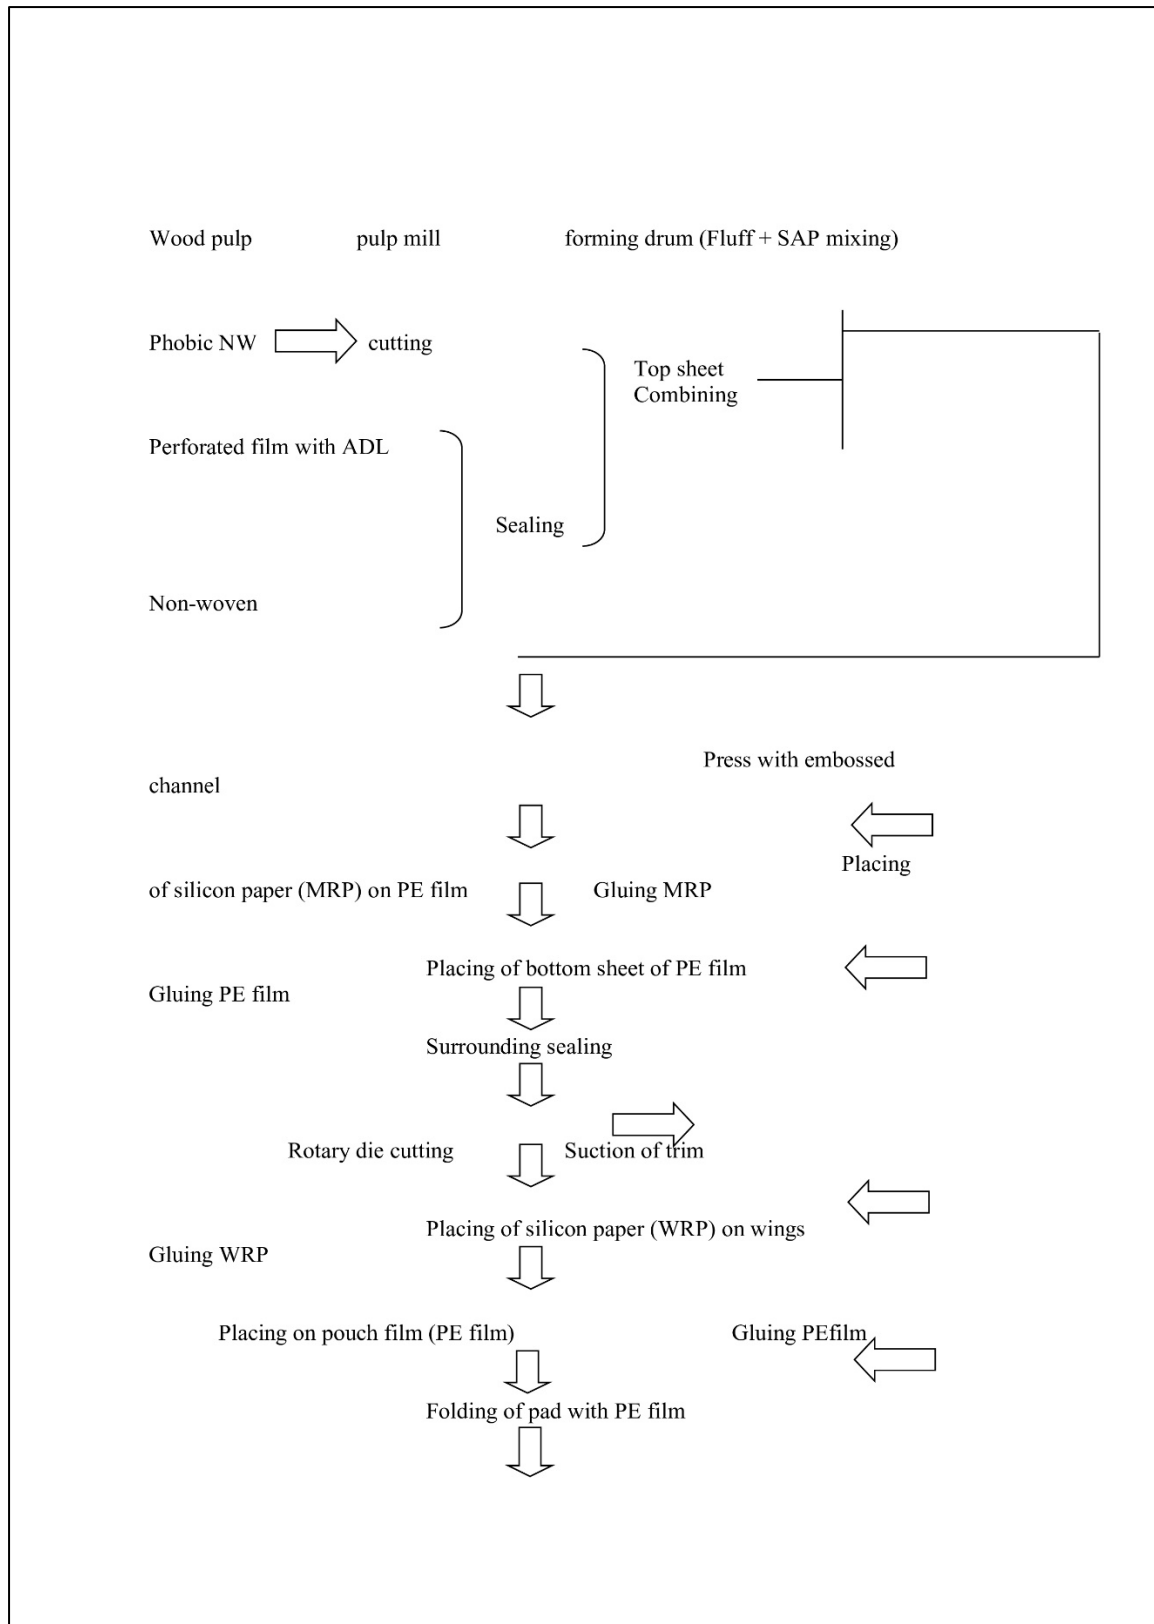 Wood pulp pulp mill forming drum (Fluff + SAP mixing)
Phobic NW cutting
Top sheet
Combining
Perforated film with ADL
Sealing
Non-woven
Press with embossed
channel
Placing
of silicon paper (MRP) on PE film Gluing MRP
Placing of bottom sheet of PE film
Gluing PE film
Surrounding sealing
Rotary die cutting Suction of trim
Placing of silicon paper (WRP) on wings
Gluing WRP
Placing on pouch film (PE film) Gluing PEfilm
Folding of pad with PE film